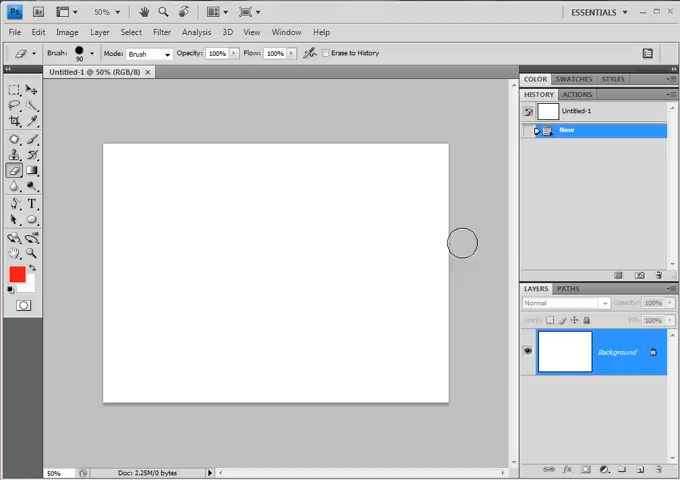 Ps Br 50% ESSENTIALS
File Edit Image Layer Select Filter Analysis 3D View Window Help
Brush: 90 Mode: Brush Opacity: 100% Flow: 100% Erase to History
Untitled-1 @ 50% (RGB/8)
COLOR SWATCHES STYLES
HISTORY ACTIONS
Untitled-1
New
T
LAYERS PATHS
Normal Opacity: 100%
Lock: Fill: 100%
Background
50% Doc: 2.25M/0 bytes